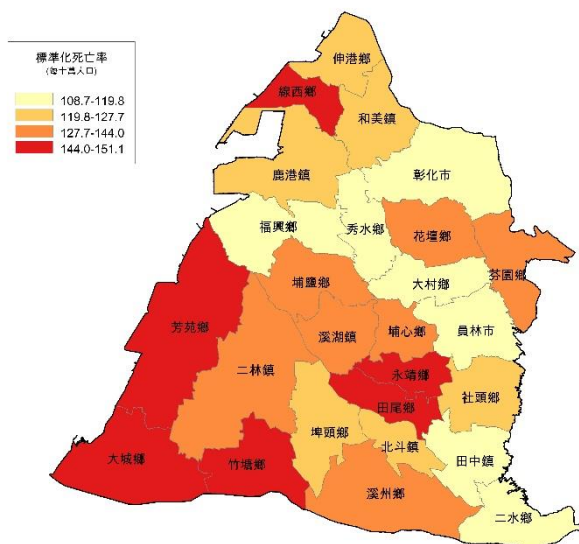 標準化死亡率
(每十萬人口)
108.7-119.8
119.8-127.7
127.7-144.0
144.0-151.1
伸港鄉
線西鄉
和美鎮
鹿港鎮
彰化市
福興鄉
秀水鄉
花壇鄉
芬園鄉
埔鹽鄉
大村鄉
芳苑鄉
溪湖鎮
埔心鄉
員林市
二林鎮
永靖鄉
社頭鄉
田尾鄉
埤頭鄉
北斗鎮
大城鄉
竹塘鄉
田中鎮
溪州鄉
二水鄉